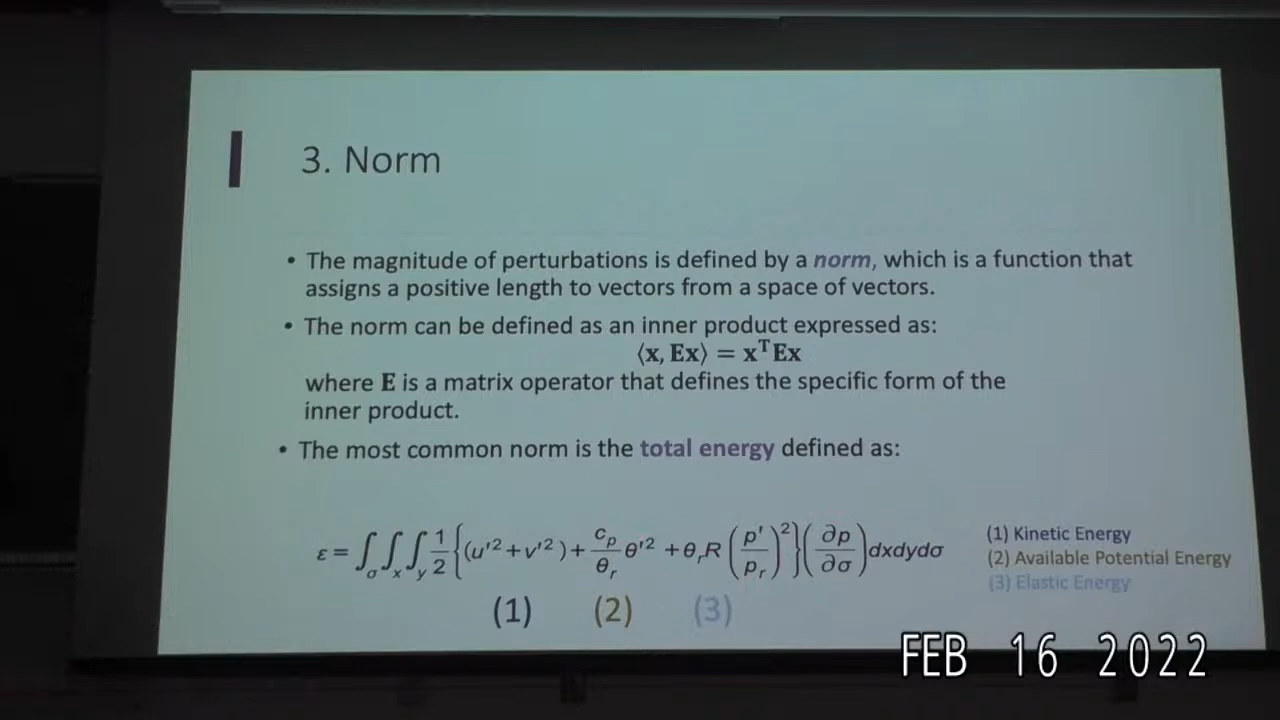 3. Norm
• The magnitude of perturbations is defined by a norm, which is a function that
assigns a positive length to vectors from a space of vectors.
• The norm can be defined as an inner product expressed as:
⟨x, Ex⟩ = xᵀEx
where E is a matrix operator that defines the specific form of the
inner product.
• The most common norm is the total energy defined as:
ε = ∫σ ∫x ∫y 1/2 {(u'² + v'²) + cₚ/θᵣ θ'² + θᵣR (p'/pᵣ)²} (∂p/∂σ) dxdydσ
(1) (2) (3)
(1) Kinetic Energy
(2) Available Potential Energy
(3) Elastic Energy
FEB 16 2022